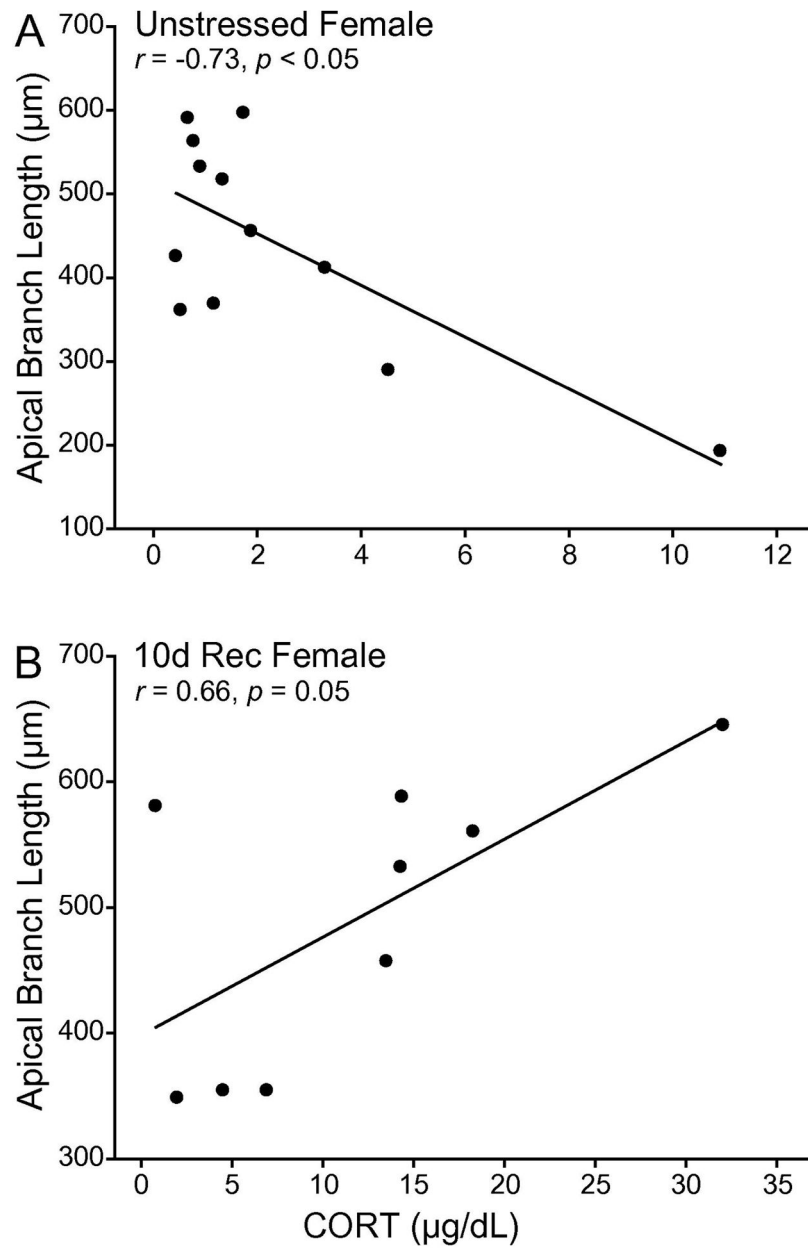 A Unstressed Female
r = -0.73, p < 0.05
Apical Branch Length (µm)
700
600
500
400
300
200
100
0 2 4 6 8 10 12
B 10d Rec Female
r = 0.66, p = 0.05
Apical Branch Length (µm)
700
600
500
400
300
0 5 10 15 20 25 30 35
CORT (µg/dL)